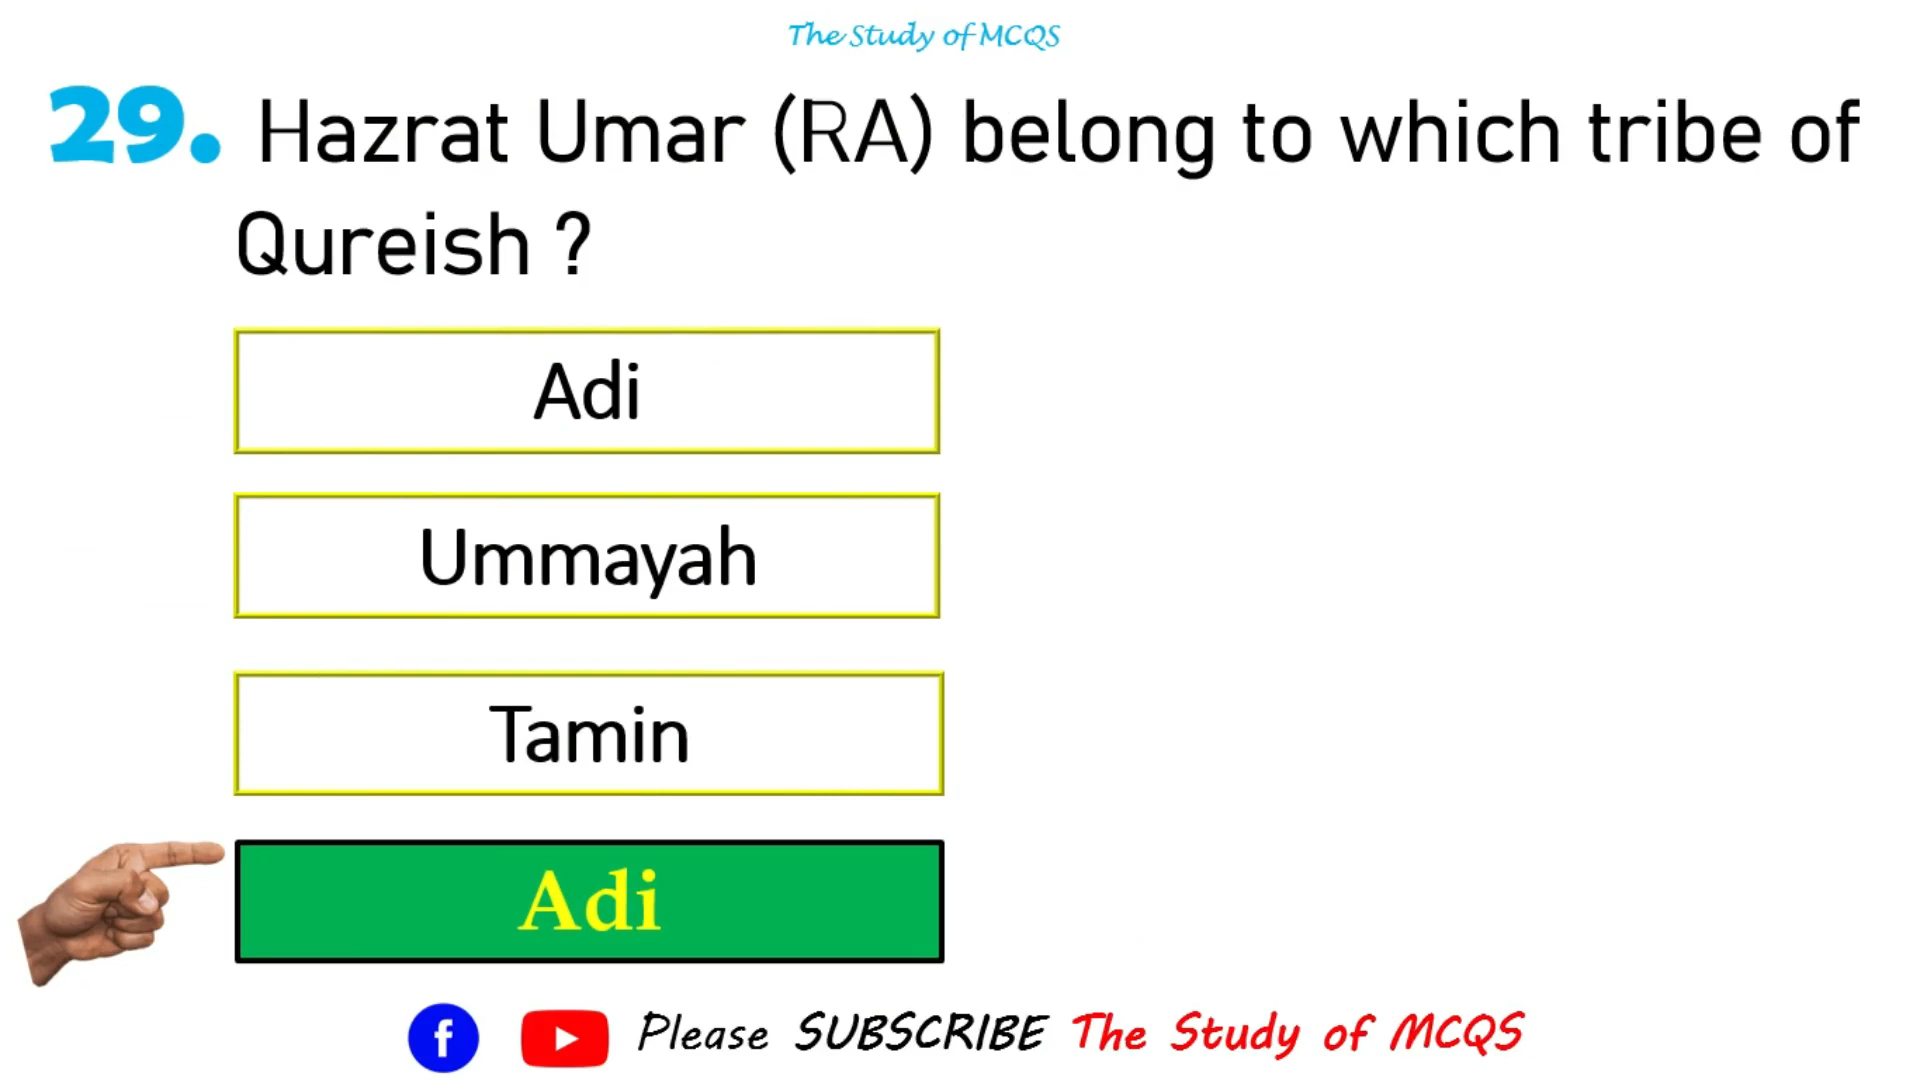 The Study of MCQS
29. Hazrat Umar (RA) belong to which tribe of
Qureish ?
Adi
Ummayah
Tamin
Adi
f Please SUBSCRIBE The Study of MCQS